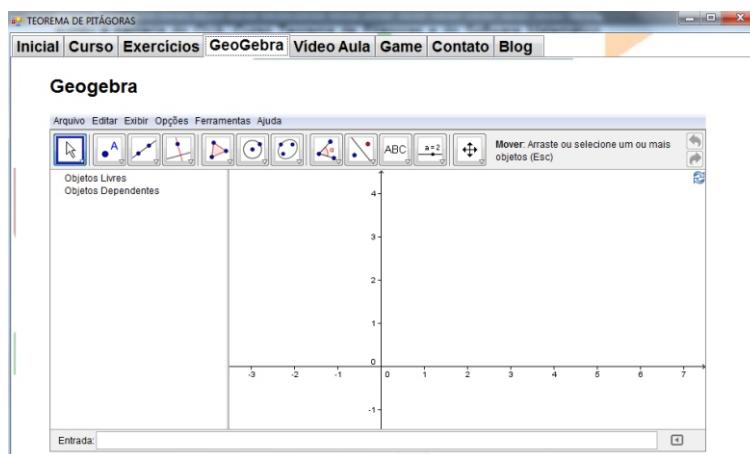 TEOREMA DE PITÁGORAS
Inicial Curso Exercícios GeoGebra Vídeo Aula Game Contato Blog
Geogebra
Arquivo Editar Exibir Opções Ferramentas Ajuda
A
α
ABC
a=2
Mover: Arraste ou selecione um ou mais
objetos (Esc)
Objetos Livres
Objetos Dependentes
4
3
2
1
0
-3 -2 -1 0 1 2 3 4 5 6 7
-1
Entrada: